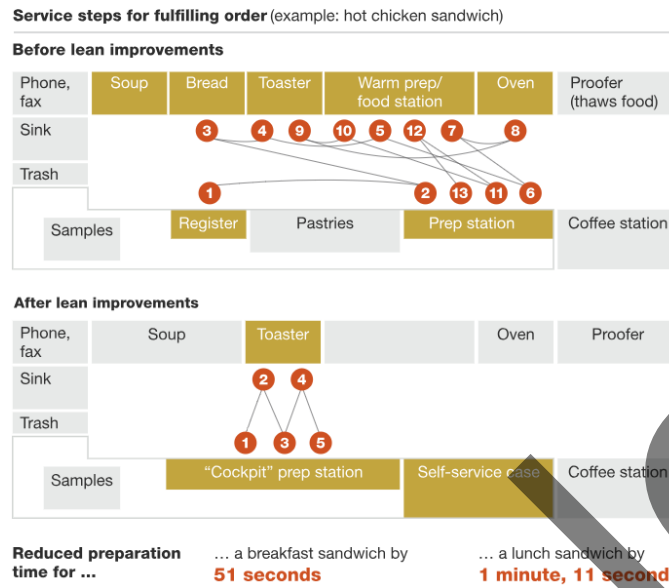 Service steps for fulfilling order (example: hot chicken sandwich)
Before lean improvements
Phone, fax
Soup
Bread
Toaster
Warm prep/
food station
Oven
Proofer
(thaws food)
Sink
3 4 9 10 5 12 7 8
Trash
1 2 13 11 6
Samples
Register
Pastries
Prep station
Coffee station
After lean improvements
Phone,
fax
Soup
Toaster
Oven
Proofer
Sink
2 4
Trash
1 3 5
Samples
“Cockpit” prep station
Self-service case
Coffee station
Reduced preparation
time for ...
... a breakfast sandwich by
51 seconds
... a lunch sandwich by
1 minute, 11 second